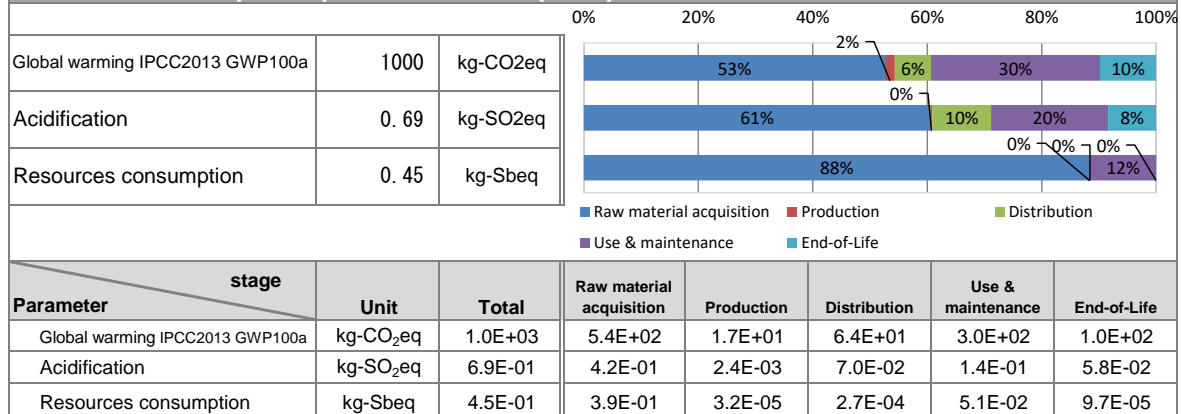 0% 20% 40% 60% 80% 100%
Global warming IPCC2013 GWP100a 1000 kg-CO2eq
2%
53% 6% 30% 10%
Acidification 0.69 kg-SO2eq
0%
61% 10% 20% 8%
Resources consumption 0.45 kg-Sbeq
0% 0% 0%
88% 12%
Raw material acquisition Production Distribution
Use & maintenance End-of-Life
stage
Parameter Unit Total Raw material acquisition Production Distribution Use & maintenance End-of-Life
Global warming IPCC2013 GWP100a kg-CO₂eq 1.0E+03 5.4E+02 1.7E+01 6.4E+01 3.0E+02 1.0E+02
Acidification kg-SO₂eq 6.9E-01 4.2E-01 2.4E-03 7.0E-02 1.4E-01 5.8E-02
Resources consumption kg-Sbeq 4.5E-01 3.9E-01 3.2E-05 2.7E-04 5.1E-02 9.7E-05